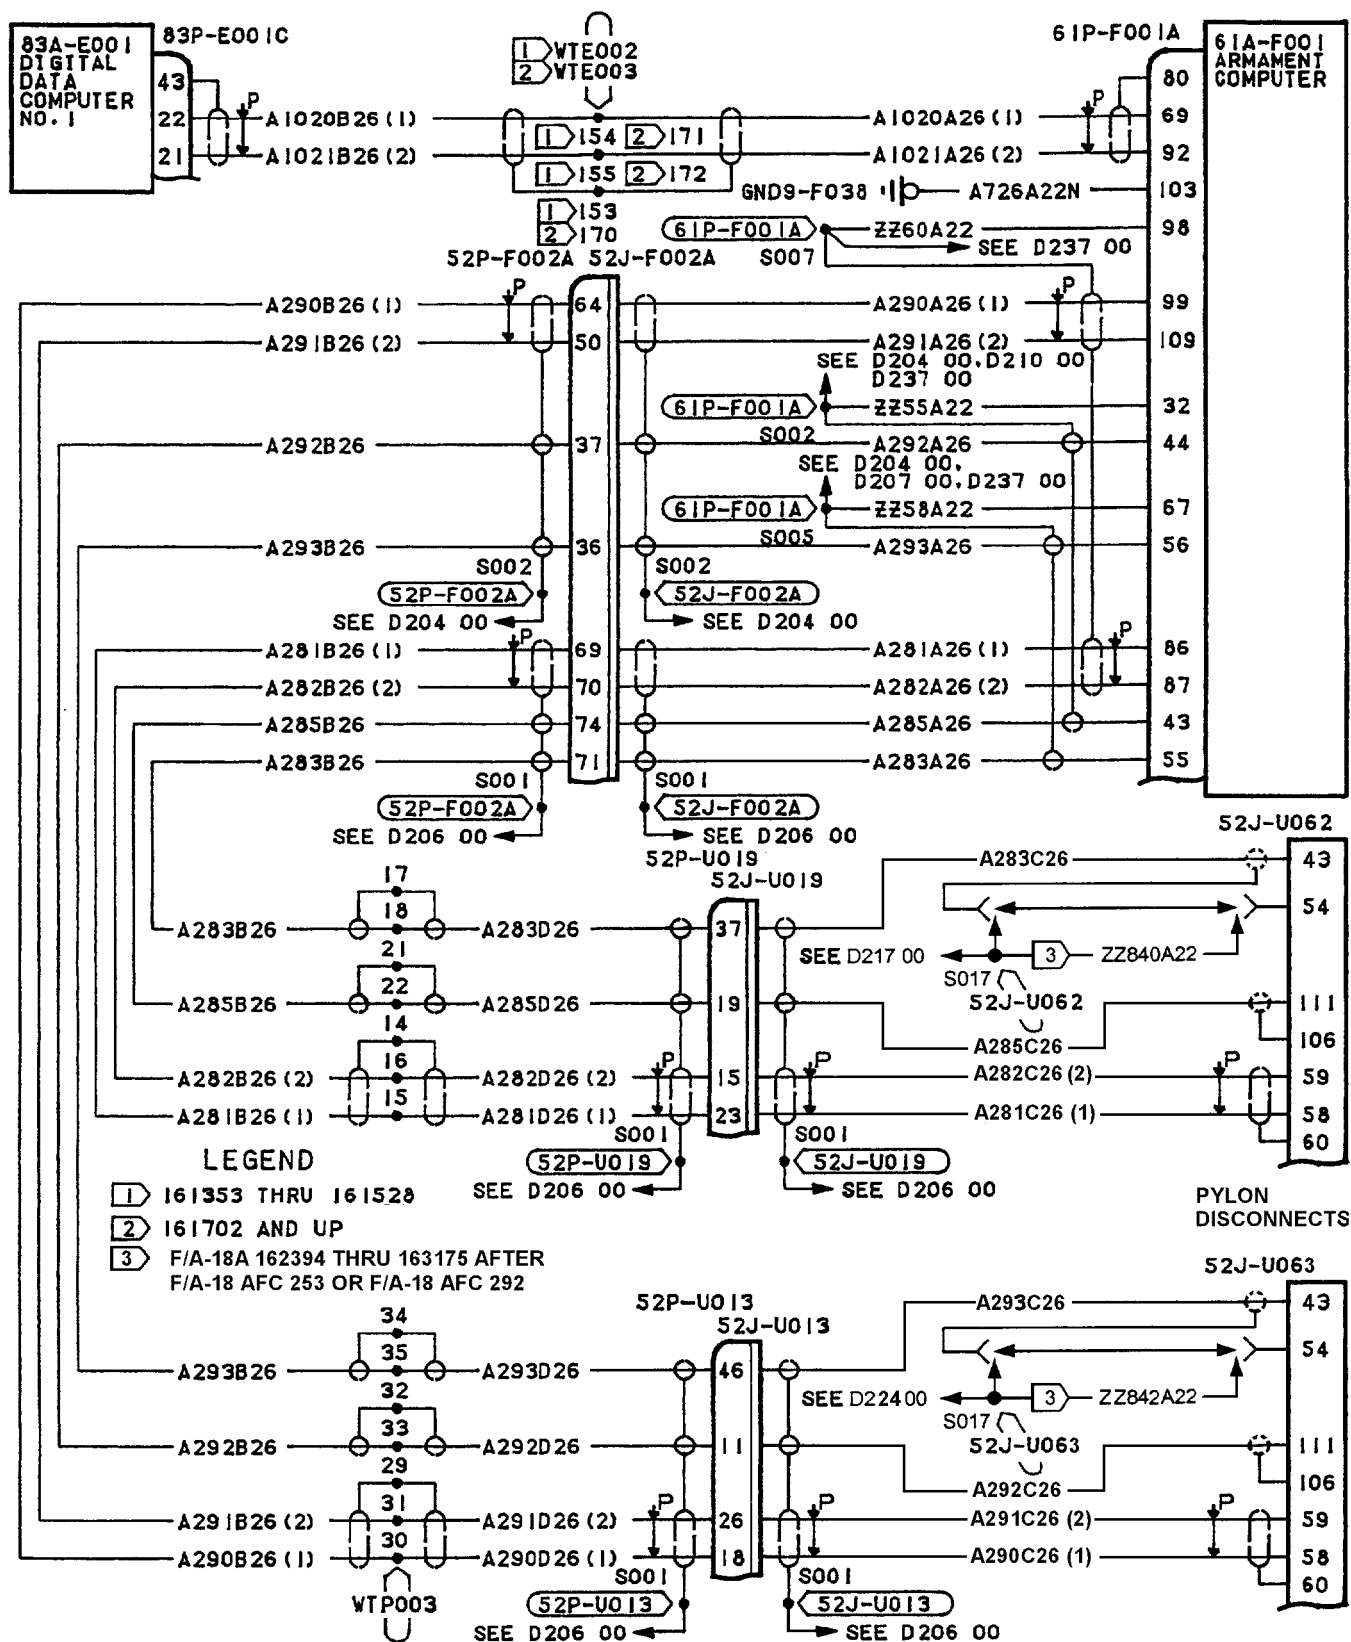 83A-E001
DIGITAL
DATA
COMPUTER
NO. 1
83P-E001C
43
22
21
P
A1020B26 (1)
A1021B26 (2)
1 WTE002
2 WTE003
1 154 2 171
1 155 2 172
1 153
2 170
61P-F001A
61A-F001
ARMAMENT
COMPUTER
80
P
A1020A26 (1) 69
A1021A26 (2) 92
GND9-F038 A726A22N 103
61P-F001A ZZ60A22 98
S007 SEE D237 00
52P-F002A 52J-F002A
A290B26 (1) P 64 A290A26 (1) P 99
A291B26 (2) 50 A291A26 (2) 109
SEE D204 00, D210 00
D237 00
61P-F001A ZZ55A22 32
S002
A292B26 37 A292A26 44
SEE D204 00,
D207 00, D237 00
61P-F001A ZZ58A22 67
S005
A293B26 36 A293A26 56
S002 S002
52P-F002A 52J-F002A
SEE D204 00 SEE D204 00
A281B26 (1) P 69 A281A26 (1) P 86
A282B26 (2) 70 A282A26 (2) 87
A285B26 74 A285A26 43
A283B26 71 A283A26 55
S001 S001
52P-F002A 52J-F002A
SEE D206 00 SEE D206 00
52P-U019
52J-U019
52J-U062
17
A283C26 43
18
A283B26 A283D26 37
54
21
SEE D217 00 3 ZZ840A22
S017
52J-U062
22
A285B26 A285D26 19 111
14
A285C26 106
16
A282B26 (2) A282D26 (2) P 15 P A282C26 (2) P 59
15
A281B26 (1) A281D26 (1) 23 A281C26 (1) 58
60
S001 S001
52P-U019 52J-U019
SEE D206 00 SEE D206 00
LEGEND
1 161353 THRU 161528
2 161702 AND UP
3 F/A-18A 162394 THRU 163175 AFTER
F/A-18 AFC 253 OR F/A-18 AFC 292
PYLON
DISCONNECTS
52P-U013
52J-U013
52J-U063
34
A293C26 43
35
A293B26 A293D26 46
54
32
SEE D224 00 3 ZZ842A22
S017
52J-U063
33
A292B26 A292D26 11 111
29
A292C26 106
31
A291B26 (2) A291D26 (2) P 26 P A291C26 (2) P 59
30
A290B26 (1) A290D26 (1) 18 A290C26 (1) 58
60
WTP003
S001 S001
52P-U013 52J-U013
SEE D206 00 SEE D206 00